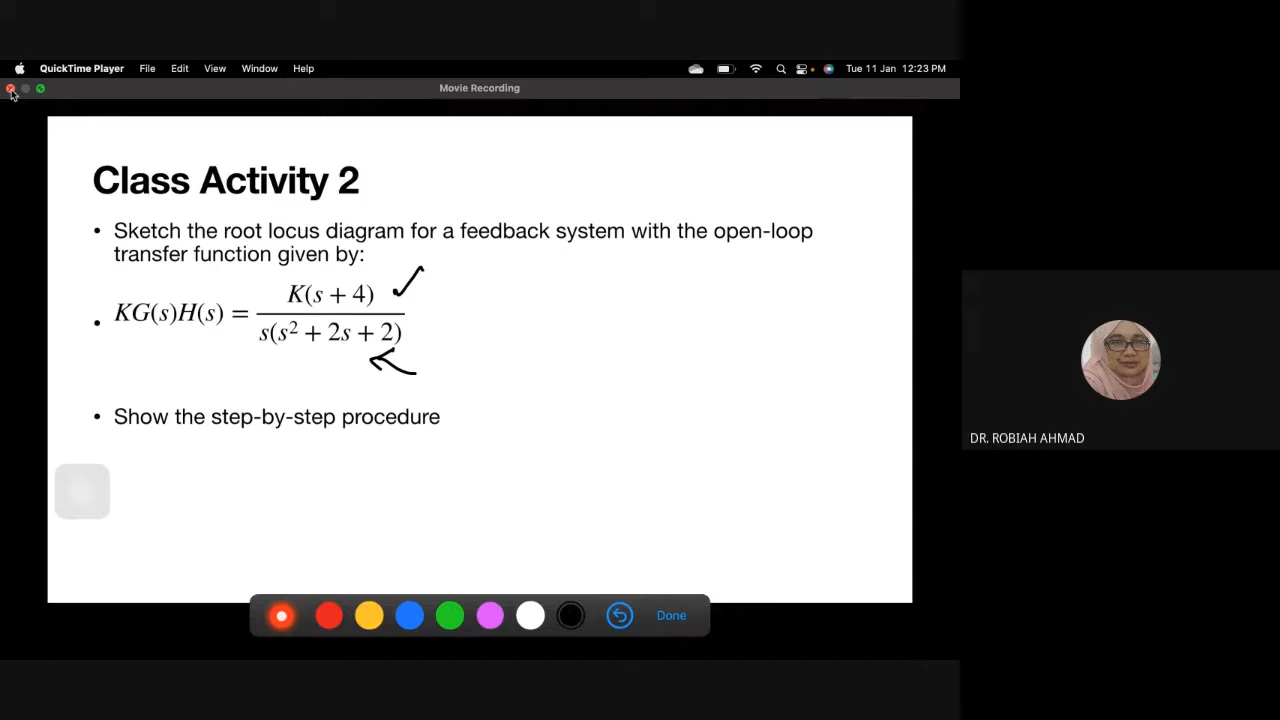 QuickTime Player File Edit View Window Help Tue 11 Jan 12:23 PM
Movie Recording
Class Activity 2
• Sketch the root locus diagram for a feedback system with the open-loop
transfer function given by:
• KG(s)H(s) = K(s + 4) / s(s² + 2s + 2)
• Show the step-by-step procedure
DR. ROBIAH AHMAD
Done